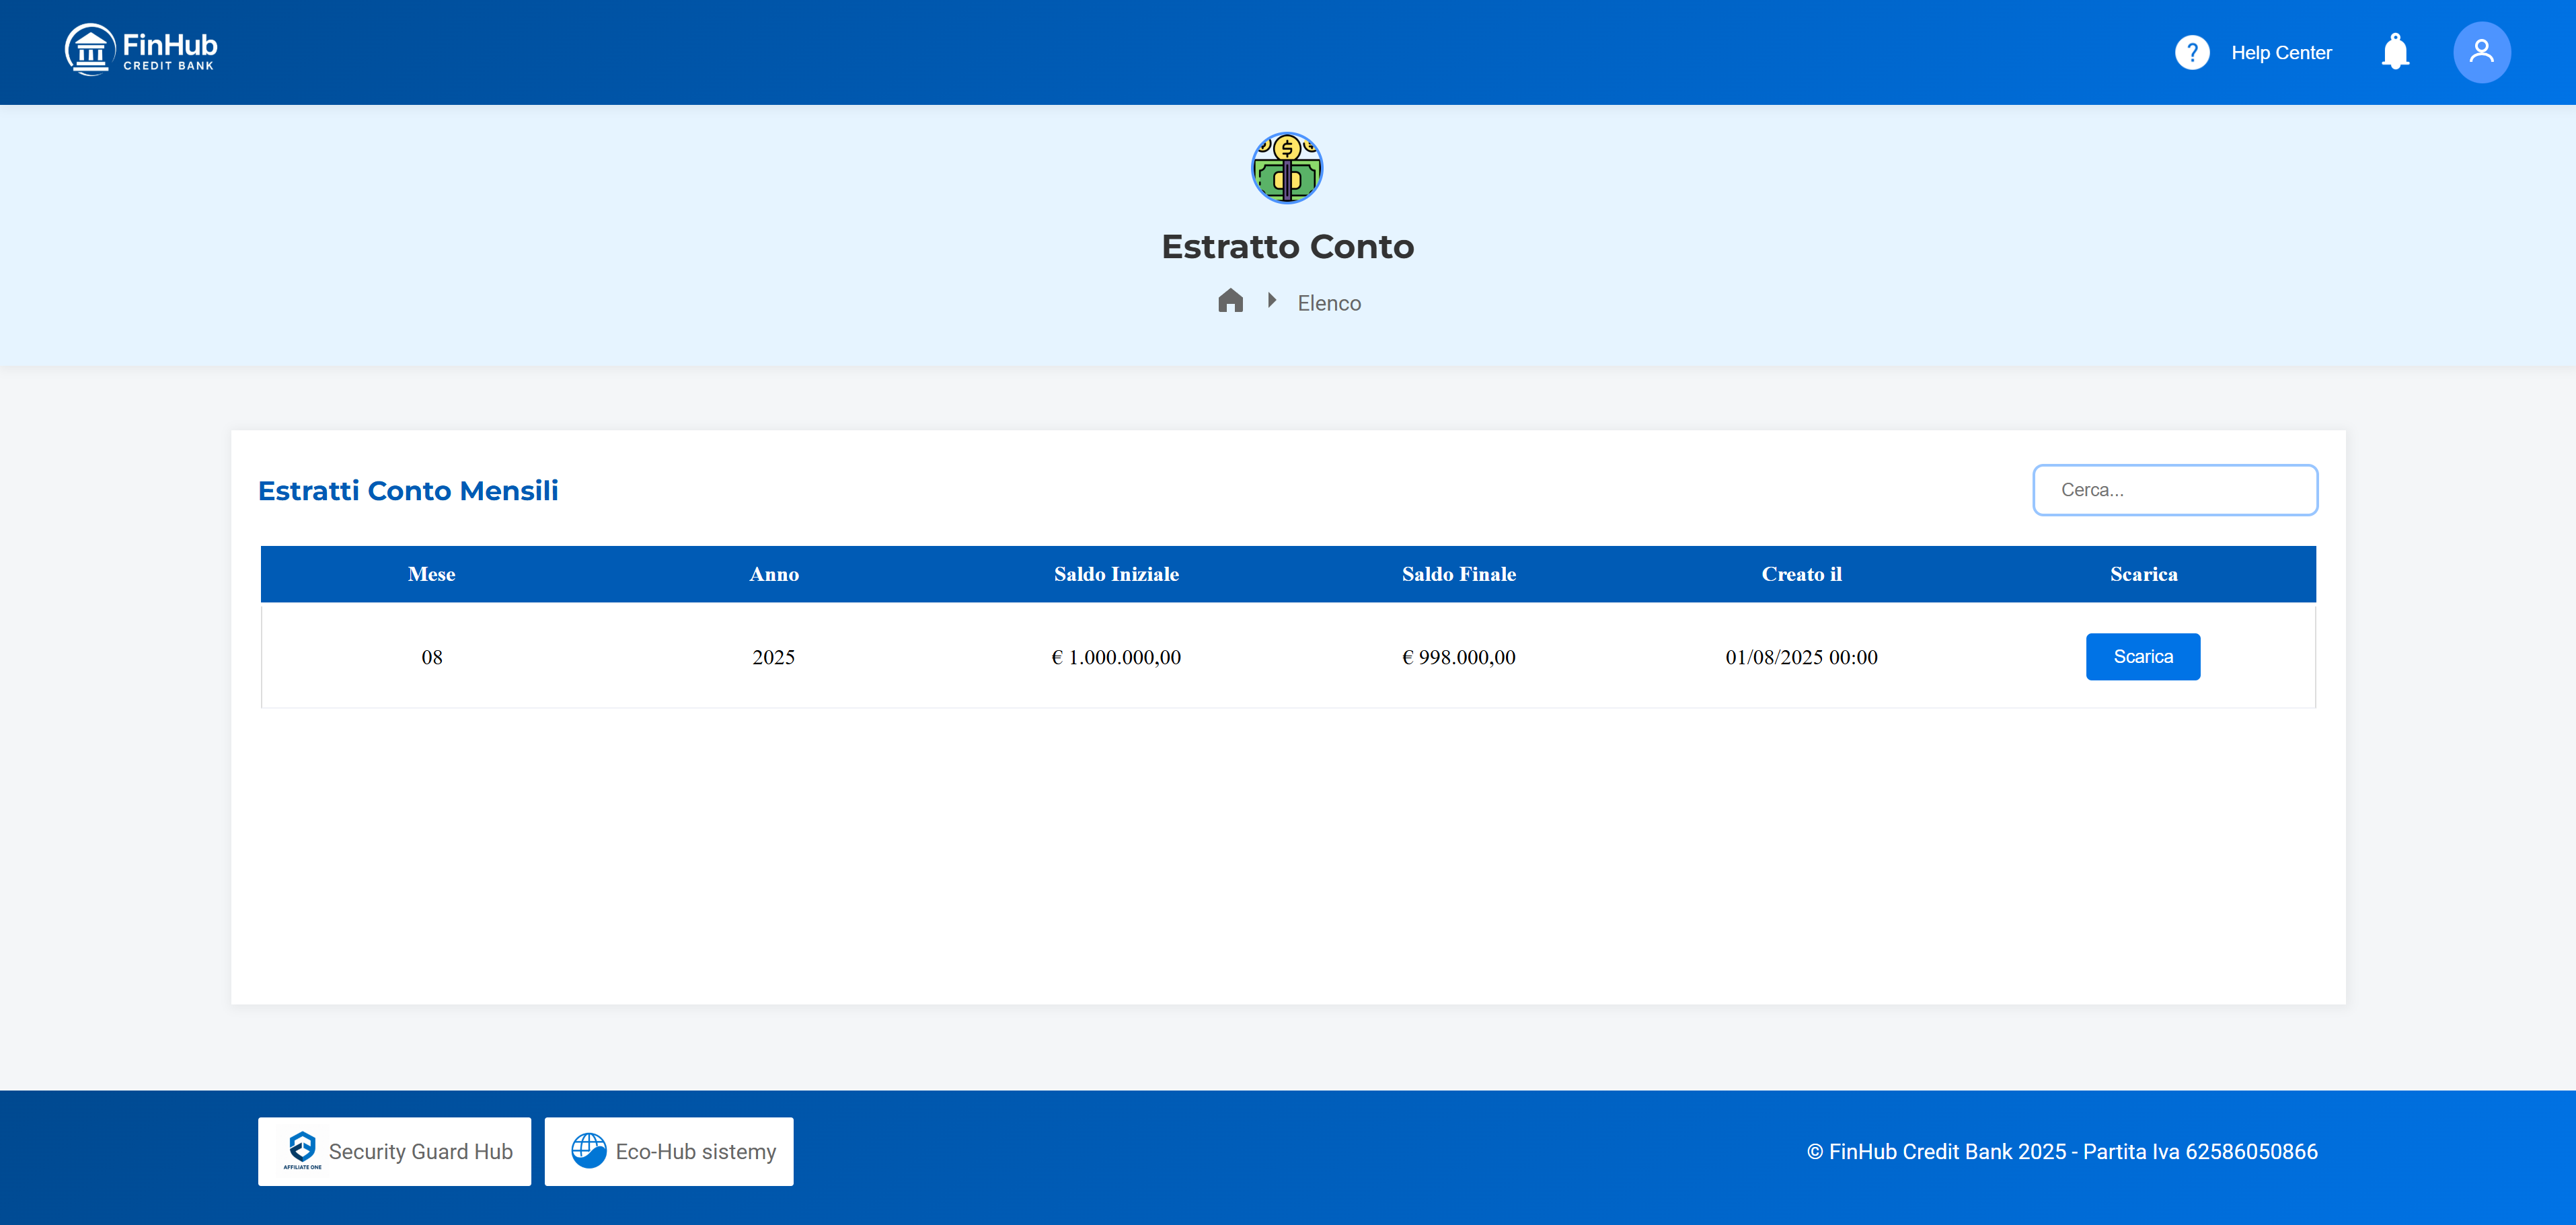 FinHub
CREDIT BANK
? Help Center
Estratto Conto
Elenco
Estratti Conto Mensili
Cerca...
Mese Anno Saldo Iniziale Saldo Finale Creato il Scarica
08 2025 € 1.000.000,00 € 998.000,00 01/08/2025 00:00 Scarica
AFFILIATE ONE
Security Guard Hub
Eco-Hub sistemy
© FinHub Credit Bank 2025 - Partita Iva 62586050866